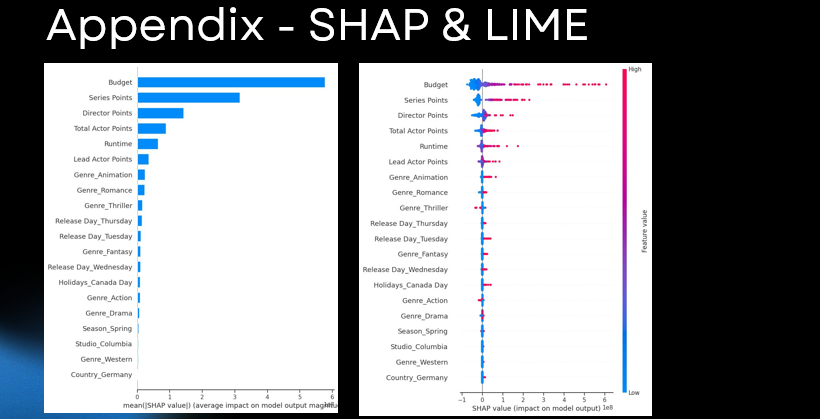 Appendix - SHAP & LIME
Budget
Series Points
Director Points
Total Actor Points
Runtime
Lead Actor Points
Genre_Animation
Genre_Romance
Genre_Thriller
Release Day_Thursday
Release Day_Tuesday
Genre_Fantasy
Release Day_Wednesday
Holidays_Canada Day
Genre_Action
Genre_Drama
Season_Spring
Studio_Columbia
Genre_Western
Country_Germany
0 1 2 3 4 5 6
mean(|SHAP value|) (average impact on model output
High
Budget
Series Points
Director Points
Total Actor Points
Runtime
Lead Actor Points
Genre_Animation
Genre_Romance
Genre_Thriller
Release Day_Thursday
Release Day_Tuesday
Genre_Fantasy
Release Day_Wednesday
Holidays_Canada Day
Genre_Action
Genre_Drama
Season_Spring
Studio_Columbia
Genre_Western
Country_Germany
Feature value
Low
−1 0 1 2 3 4 5 6
SHAP value (impact on model output) 1e8